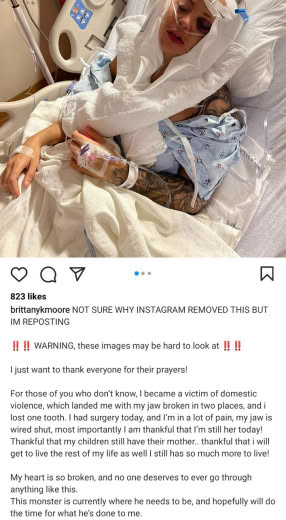 823 likes
brittanykmoore NOT SURE WHY INSTAGRAM REMOVED THIS BUT
IM REPOSTING
‼️ ‼️ WARNING, these images may be hard to look at ‼️ ‼️
I just want to thank everyone for their prayers!
For those of you who don't know, I became a victim of domestic
violence, which landed me with my jaw broken in two places, and i
lost one tooth. I had surgery today, and I'm in a lot of pain, my jaw is
wired shut, most importantly I am thankful that I'm still her today!
Thankful that my children still have their mother.. thankful that i will
get to live the rest of my life as well I still has so much more to live!
My heart is so broken, and no one deserves to ever go through
anything like this.
This monster is currently where he needs to be, and hopefully will do
the time for what he's done to me.